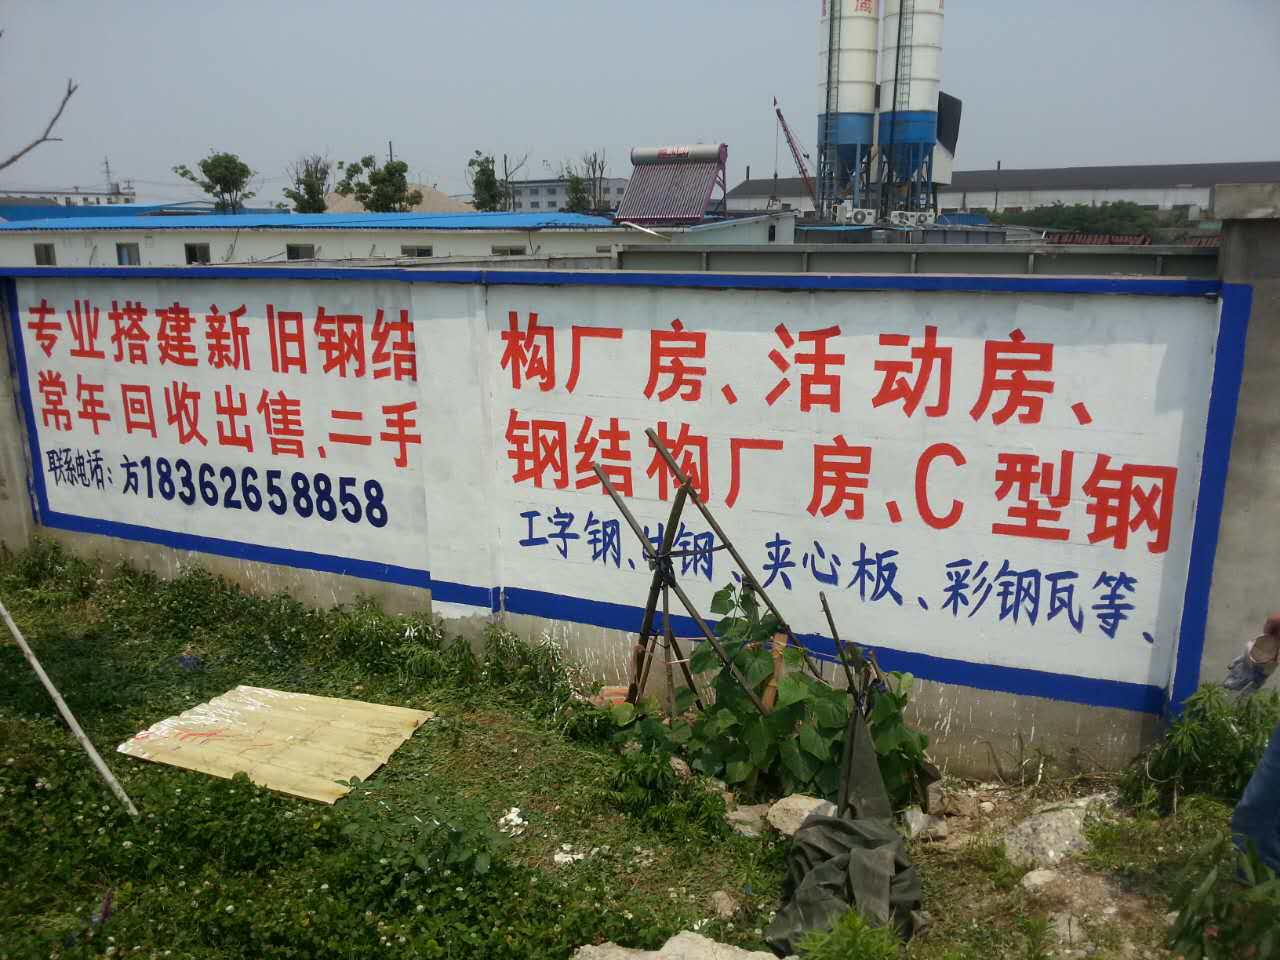 专业搭建新旧钢结构厂房、活动房、
常年回收出售、二手钢结构厂房、C型钢
联系电话：方18362658858
工字钢、 钢、夹心板、彩钢瓦等、